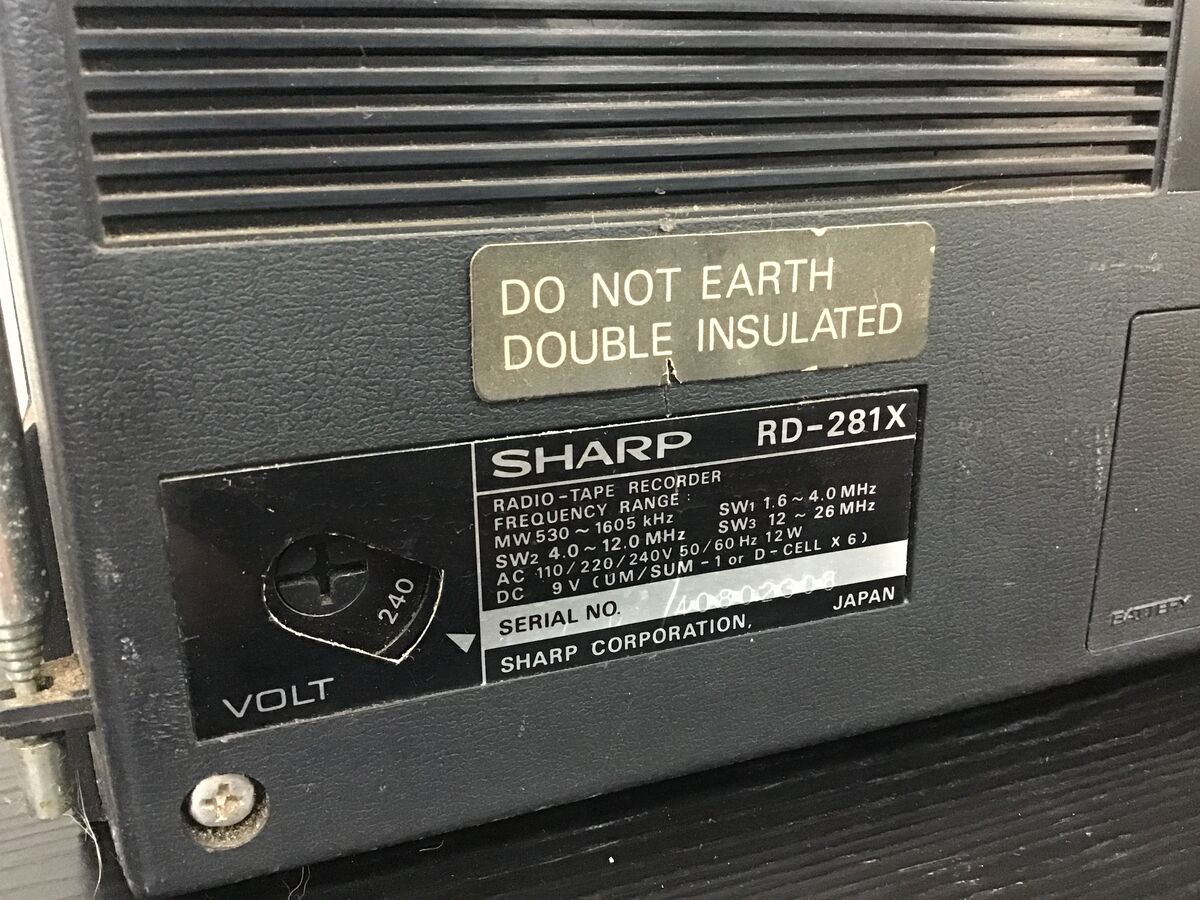 DO NOT EARTH
DOUBLE INSULATED
SHARP RD-281X
RADIO-TAPE RECORDER
FREQUENCY RANGE :
MW 530 ~ 1605 kHz SW1 1.6 ~ 4.0 MHz
SW2 4.0 ~ 12.0 MHz SW3 12 ~ 26 MHz
AC 110/220/240V 50/60 Hz 12W
DC 9 V (UM/SUM-1 or D-CELL X 6)
SERIAL NO.
SHARP CORPORATION, JAPAN
240
VOLT
BATTERY